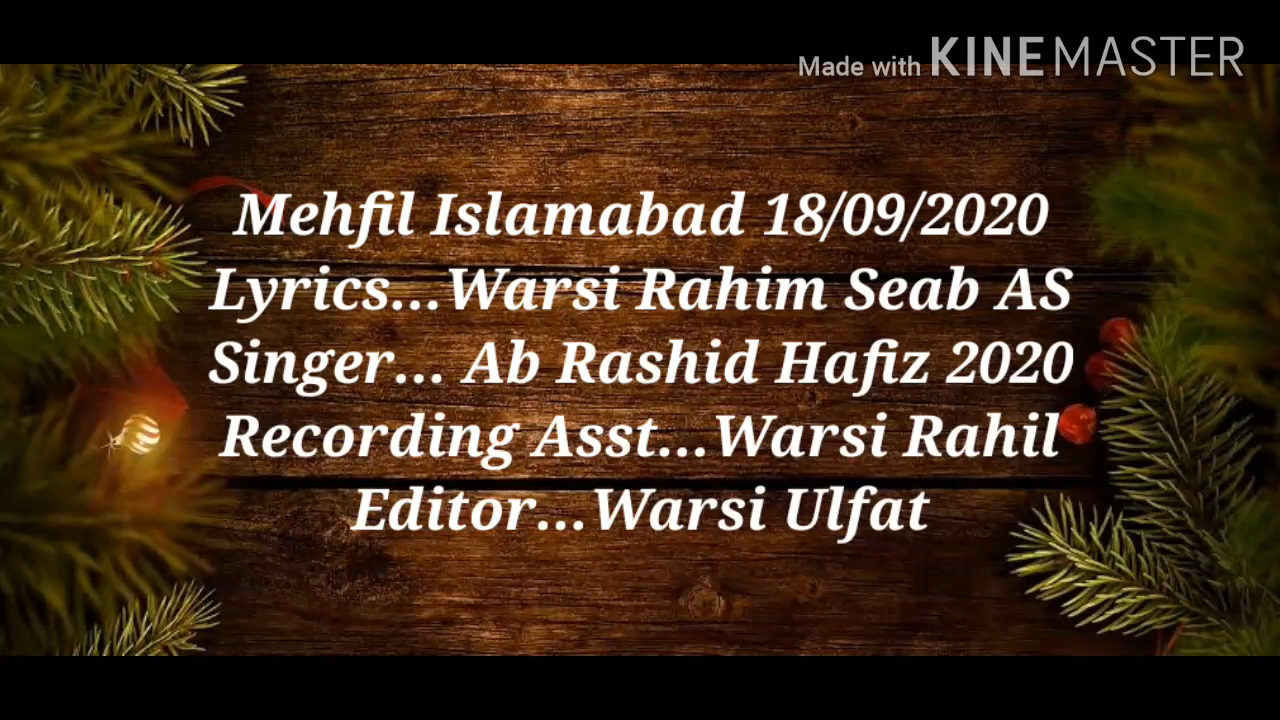 Made with KINEMASTER
Mehfil Islamabad 18/09/2020
Lyrics...Warsi Rahim Seab AS
Singer... Ab Rashid Hafiz 2020
Recording Asst...Warsi Rahil
Editor...Warsi Ulfat